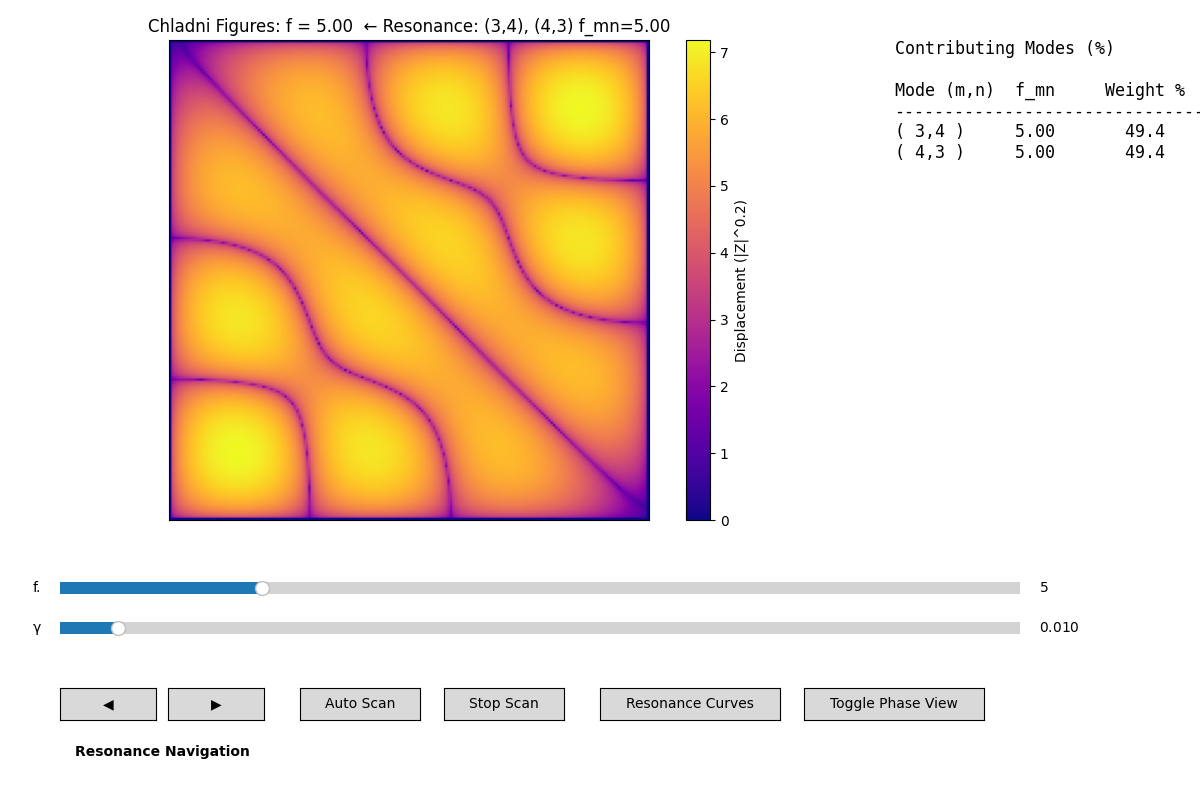 Chladni Figures: f = 5.00 ← Resonance: (3,4), (4,3) f_mn=5.00
7
6
5
4
3
2
1
0
Displacement (|Z|^0.2)
Contributing Modes (%)
Mode (m,n) f_mn Weight %
------------------------------
( 3,4 ) 5.00 49.4
( 4,3 ) 5.00 49.4
f. 5
γ 0.010
◄ ► Auto Scan Stop Scan Resonance Curves Toggle Phase View
Resonance Navigation